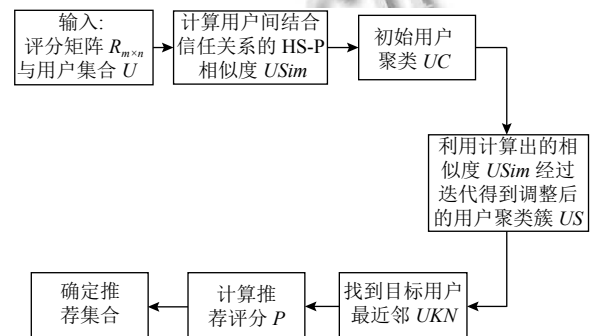 输入:
评分矩阵 Rm×n
与用户集合 U
计算用户间结合
信任关系的 HS-P
相似度 USim
初始用户
聚类 UC
利用计算出的相
似度 USim 经过
迭代得到调整后
的用户聚类簇 US
找到目标用户
最近邻 UKN
计算推
荐评分 P
确定推
荐集合